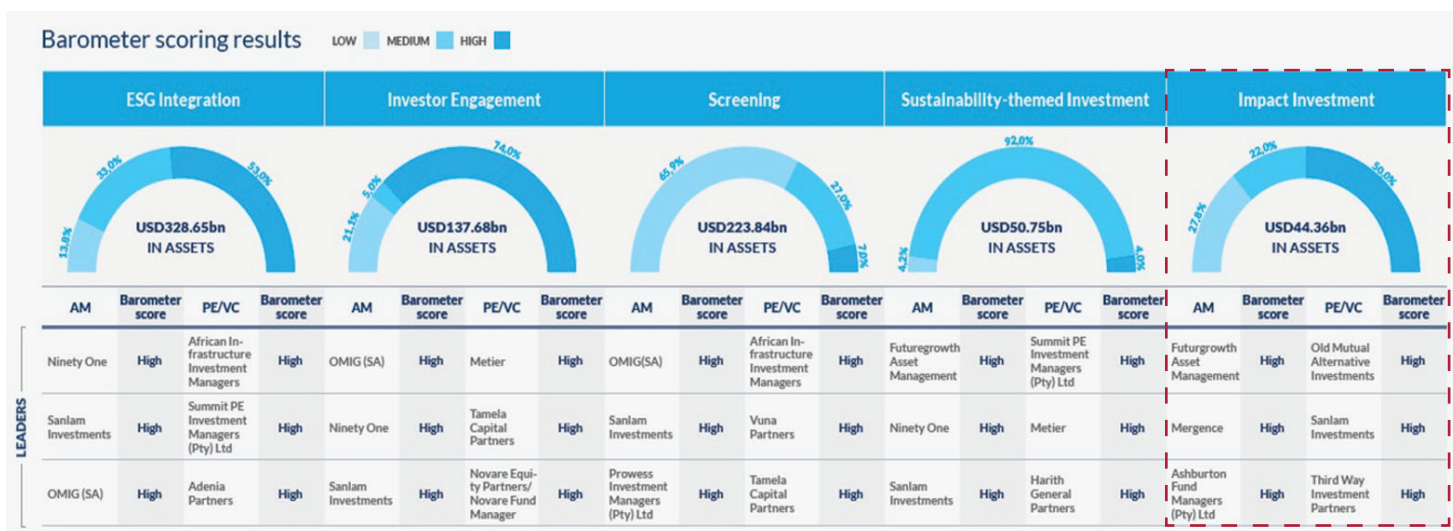 Barometer scoring results
LOW MEDIUM HIGH
ESG Integration Investor Engagement Screening Sustainability-themed Investment Impact Investment
13,8% 33,0% 53,0%
USD328.65bn
IN ASSETS
21,1% 5,0% 74,0%
USD137.68bn
IN ASSETS
65,9% 27,0% 7,0%
USD223.84bn
IN ASSETS
4,2% 92,0% 4,0%
USD50.75bn
IN ASSETS
27,8% 22,0% 50,0%
USD44.36bn
IN ASSETS
AM Barometer score PE/VC Barometer score AM Barometer score PE/VC Barometer score AM Barometer score PE/VC Barometer score AM Barometer score PE/VC Barometer score AM Barometer score PE/VC Barometer score
LEADERS
Ninety One High African In-frastructure Investment Managers High OMIG (SA) High Metier High OMIG(SA) High African In-frastructure Investment Managers High Futuregrowth Asset Management High Summit PE Investment Managers (Pty) Ltd High Futurgrowth Asset Management High Old Mutual Alternative Investments High
Sanlam Investments High Summit PE Investment Managers (Pty) Ltd High Ninety One High Tamela Capital Partners High Sanlam Investments High Vuna Partners High Ninety One High Metier High Mergence High Sanlam Investments High
OMIG (SA) High Adenia Partners High Sanlam Investments High Novare Equi-ty Partners/ Novare Fund Manager High Prowess Investment Managers (Pty) Ltd High Tamela Capital Partners High Sanlam Investments High Harith General Partners High Ashburton Fund Managers (Pty) Ltd High Third Way Investment Partners High